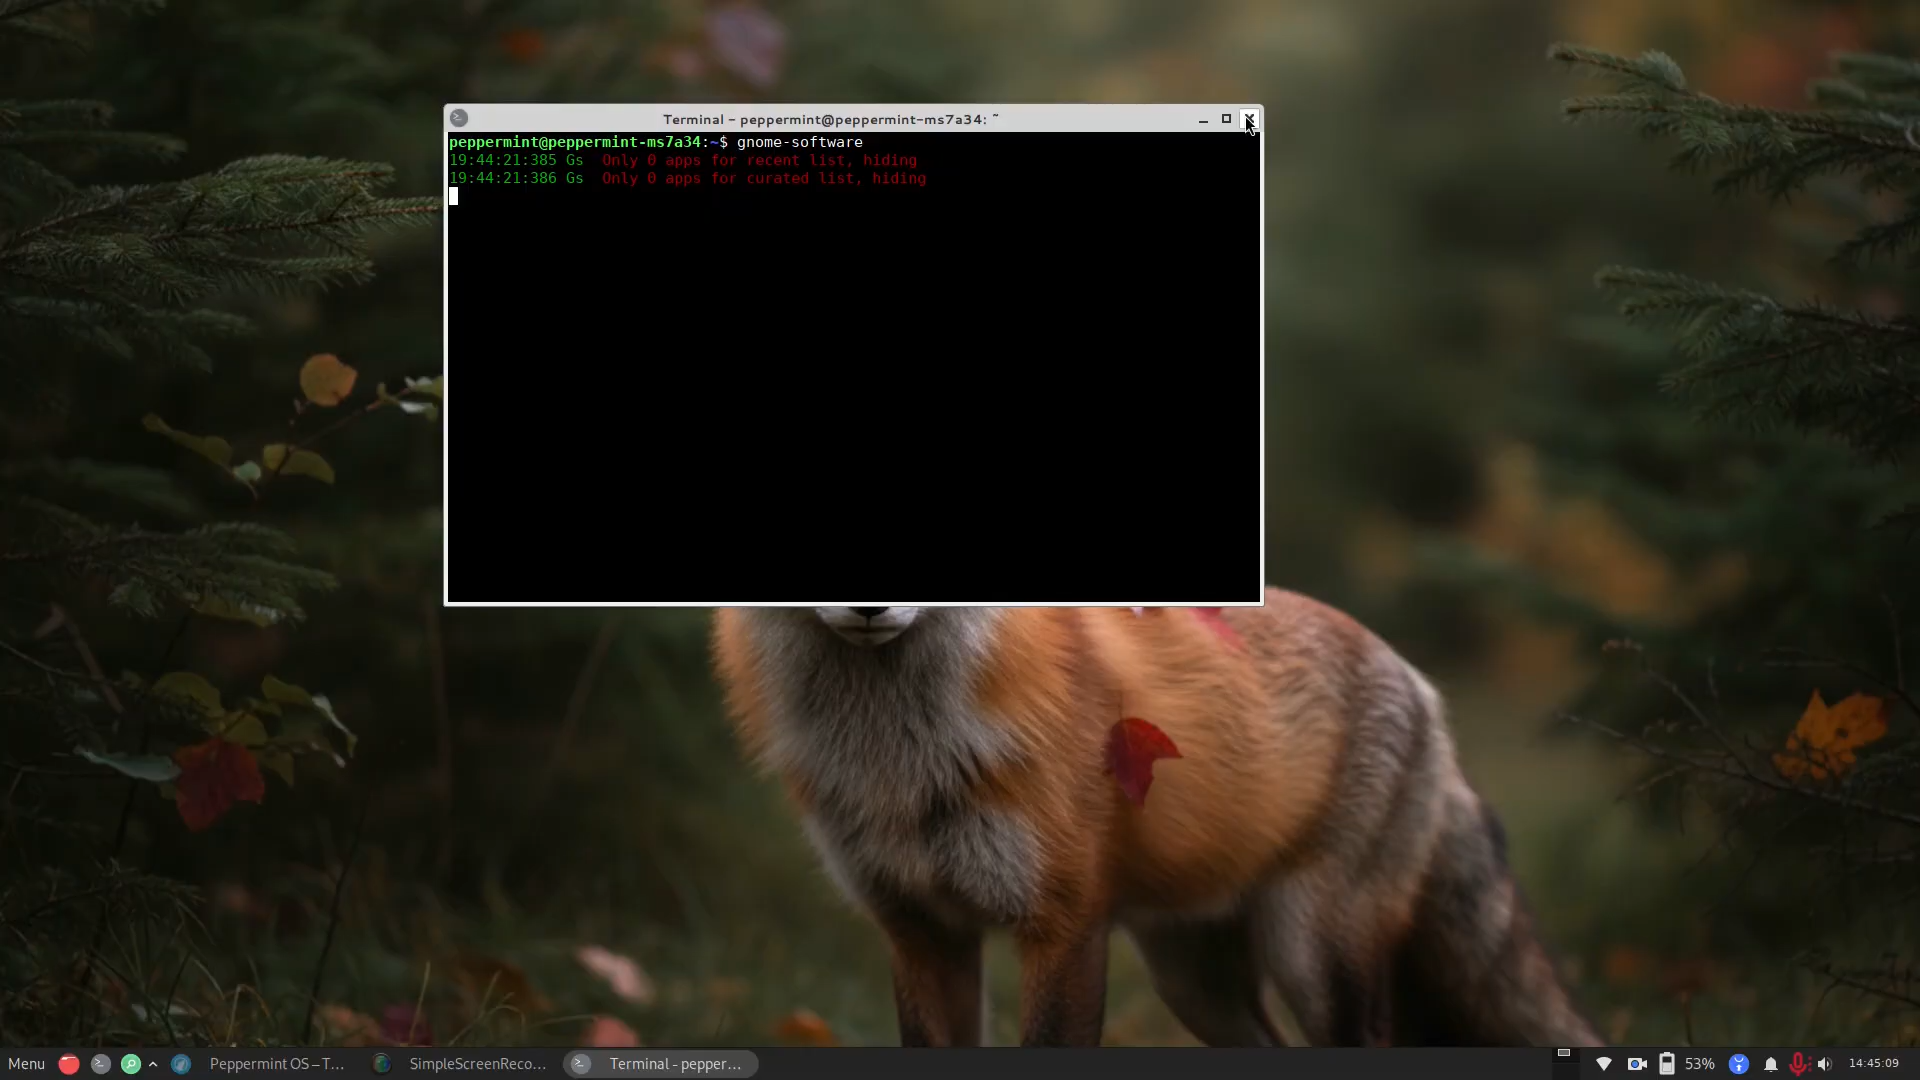 Terminal - peppermint@peppermint-ms7a34: ~
peppermint@peppermint-ms7a34:~$ gnome-software
19:44:21:385 Gs  Only 0 apps for recent list, hiding
19:44:21:386 Gs  Only 0 apps for curated list, hiding
Menu
Peppermint OS – T...
SimpleScreenReco...
Terminal - pepper...
53%
14:45:09